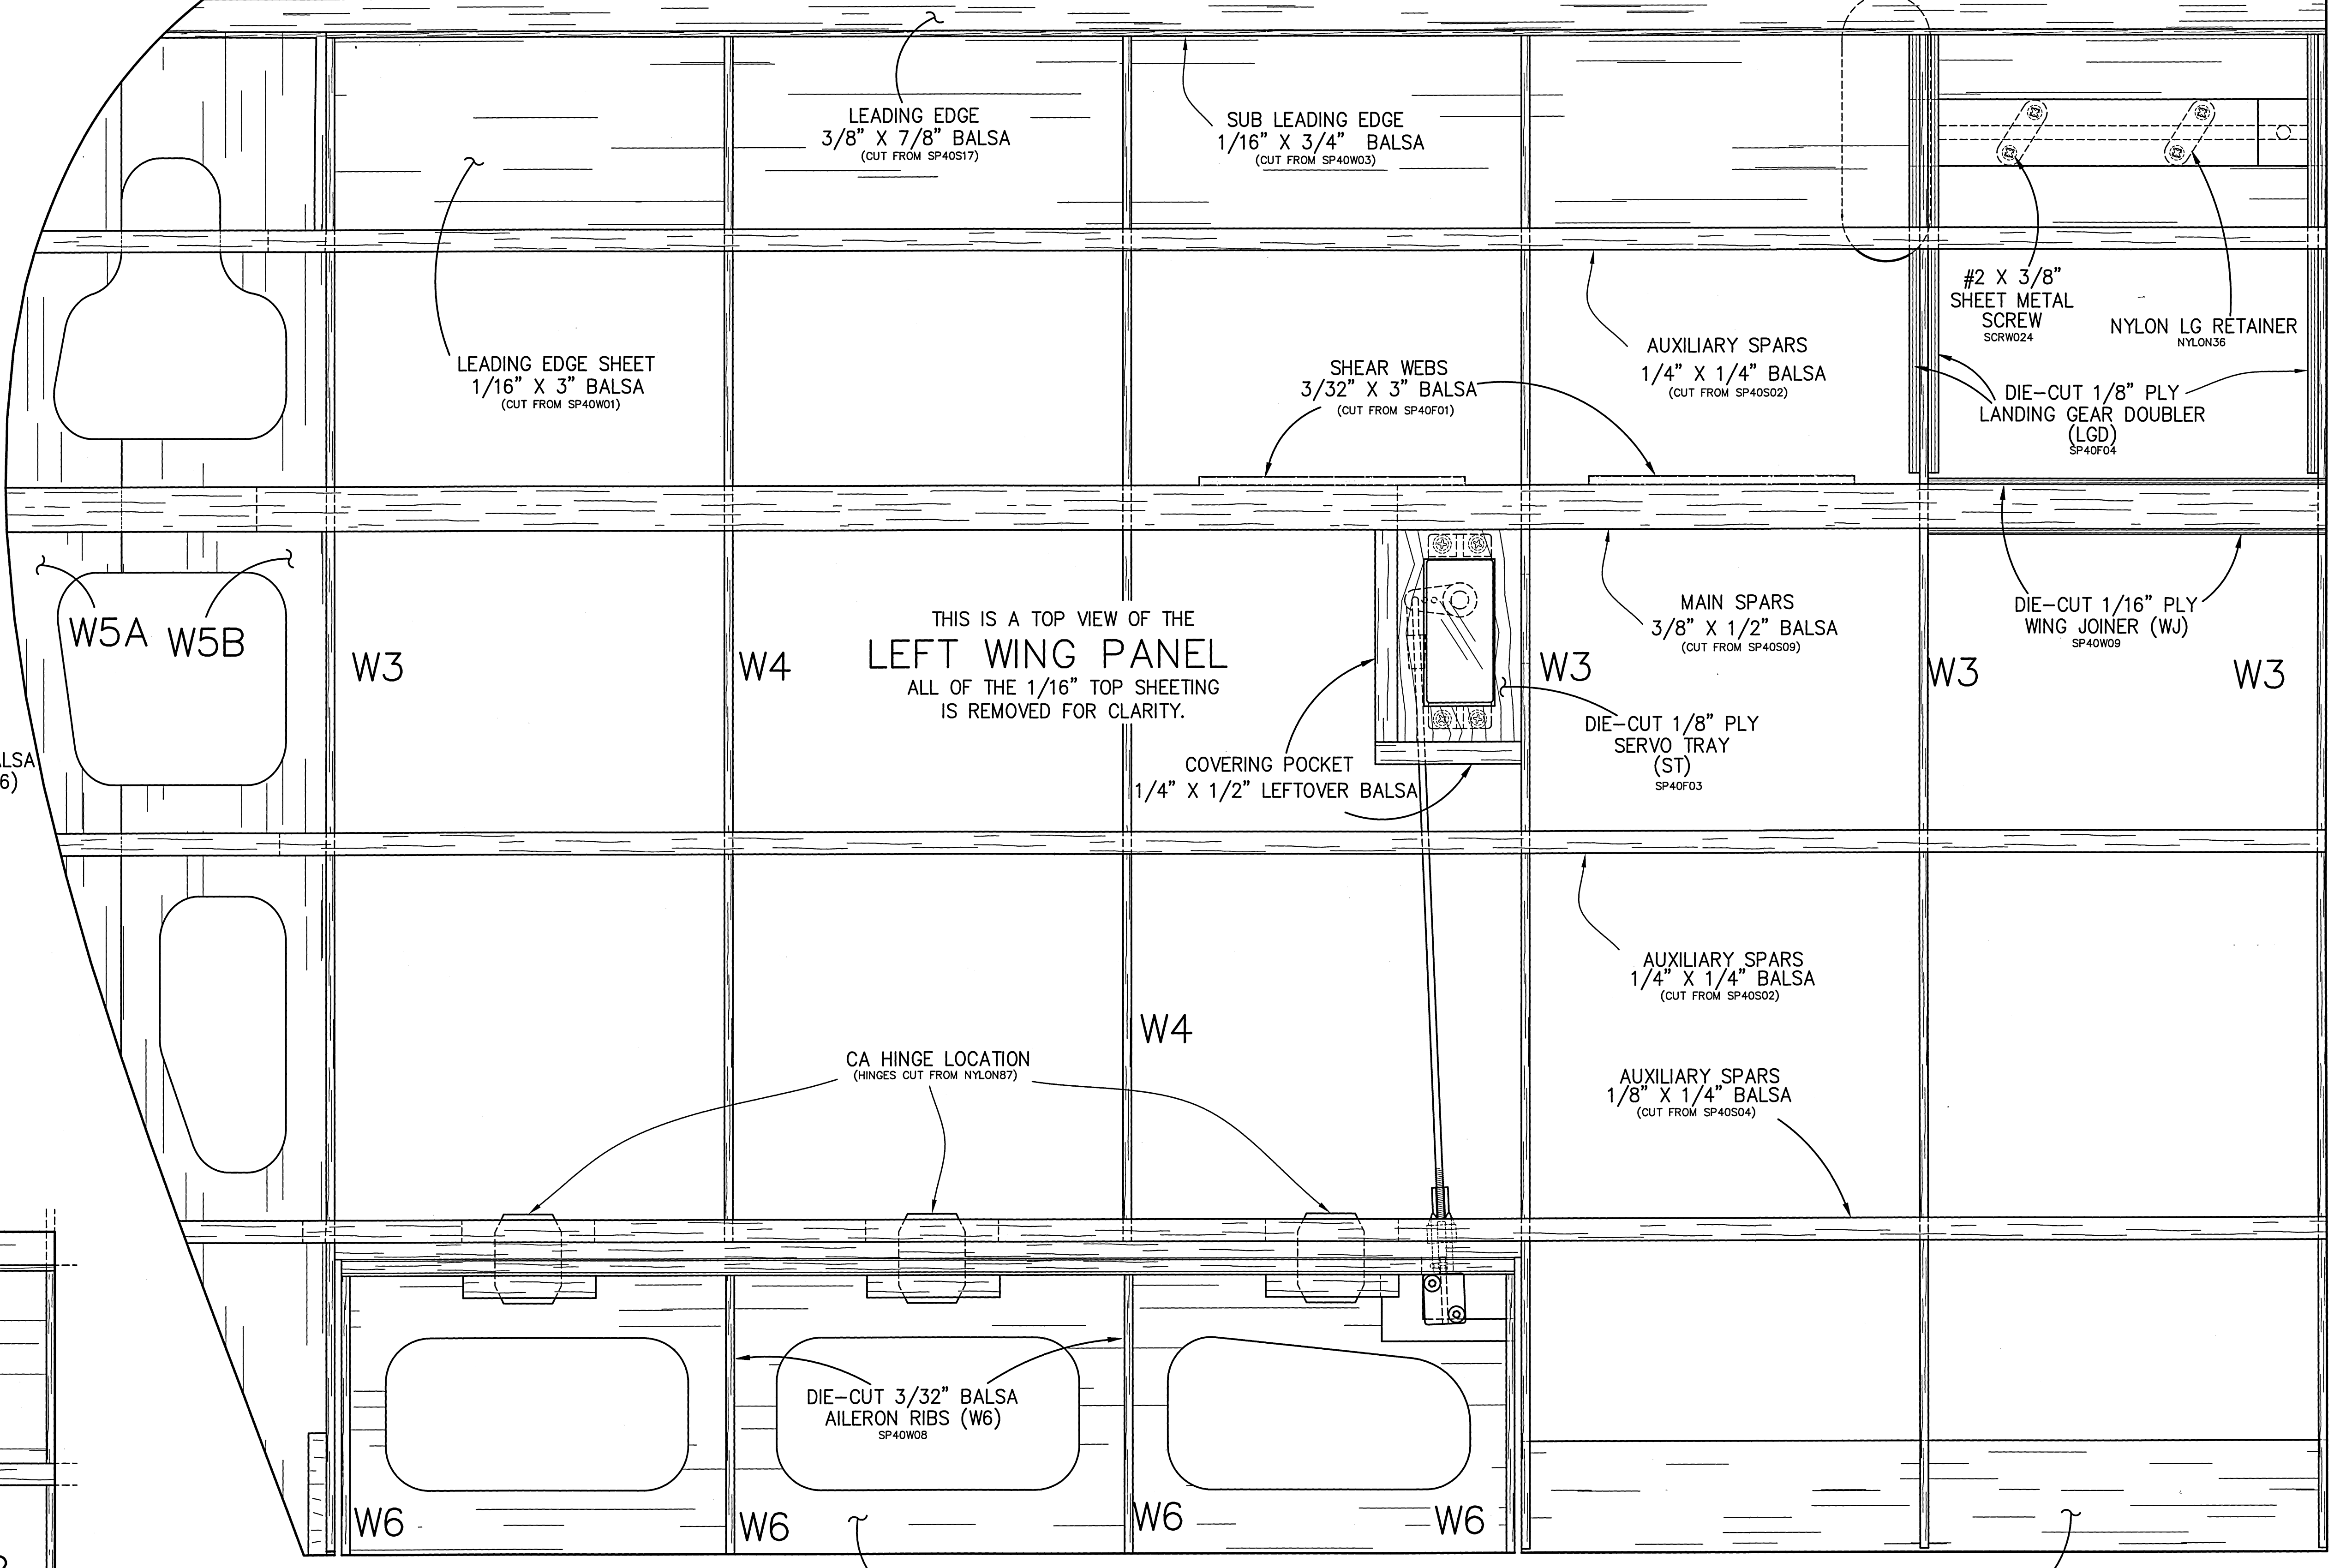 LEADING EDGE
3/8" X 7/8" BALSA
(CUT FROM SP40S17)
SUB LEADING EDGE
1/16" X 3/4" BALSA
(CUT FROM SP40W03)
#2 X 3/8"
SHEET METAL
SCREW
SCRW024
NYLON LG RETAINER
NYLON36
LEADING EDGE SHEET
1/16" X 3" BALSA
(CUT FROM SP40W01)
SHEAR WEBS
3/32" X 3" BALSA
(CUT FROM SP40F01)
AUXILIARY SPARS
1/4" X 1/4" BALSA
(CUT FROM SP40S02)
DIE-CUT 1/8" PLY
LANDING GEAR DOUBLER
(LGD)
SP40F04
W5A
W5B
W3
W4
THIS IS A TOP VIEW OF THE
LEFT WING PANEL
ALL OF THE 1/16" TOP SHEETING
IS REMOVED FOR CLARITY.
W3
MAIN SPARS
3/8" X 1/2" BALSA
(CUT FROM SP40S09)
DIE-CUT 1/16" PLY
WING JOINER (WJ)
SP40W09
W3
W3
DIE-CUT 1/8" PLY
SERVO TRAY
(ST)
SP40F03
COVERING POCKET
1/4" X 1/2" LEFTOVER BALSA
ALSA
6)
AUXILIARY SPARS
1/4" X 1/4" BALSA
(CUT FROM SP40S02)
W4
CA HINGE LOCATION
(HINGES CUT FROM NYLON87)
AUXILIARY SPARS
1/8" X 1/4" BALSA
(CUT FROM SP40S04)
DIE-CUT 3/32" BALSA
AILERON RIBS (W6)
SP40W08
W6
W6
W6
W6